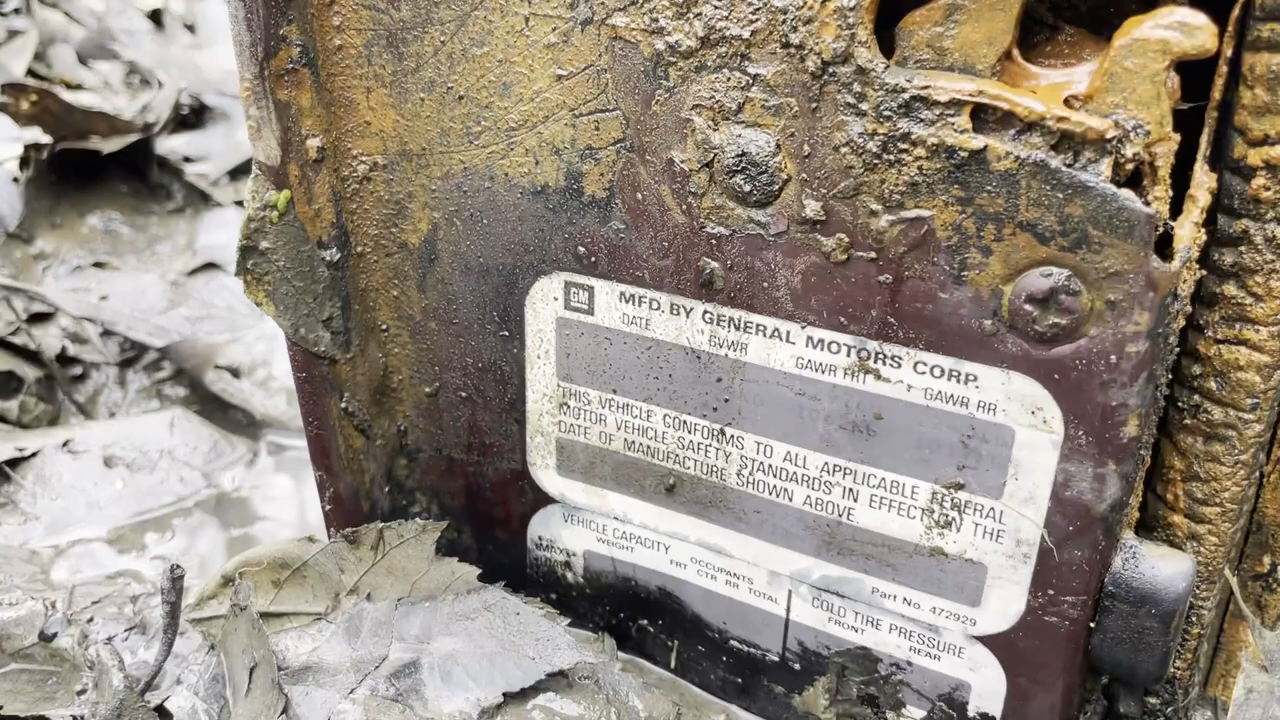 GM MFD. BY GENERAL MOTORS CORP.
DATE GVWR GAWR FRT GAWR RR
THIS VEHICLE CONFORMS TO ALL APPLICABLE FEDERAL
MOTOR VEHICLE SAFETY STANDARDS IN EFFECT ON THE
DATE OF MANUFACTURE SHOWN ABOVE.
Part No. 472929
VEHICLE CAPACITY OCCUPANTS
WEIGHT FRT CTR RR TOTAL
MAX
COLD TIRE PRESSURE
FRONT REAR